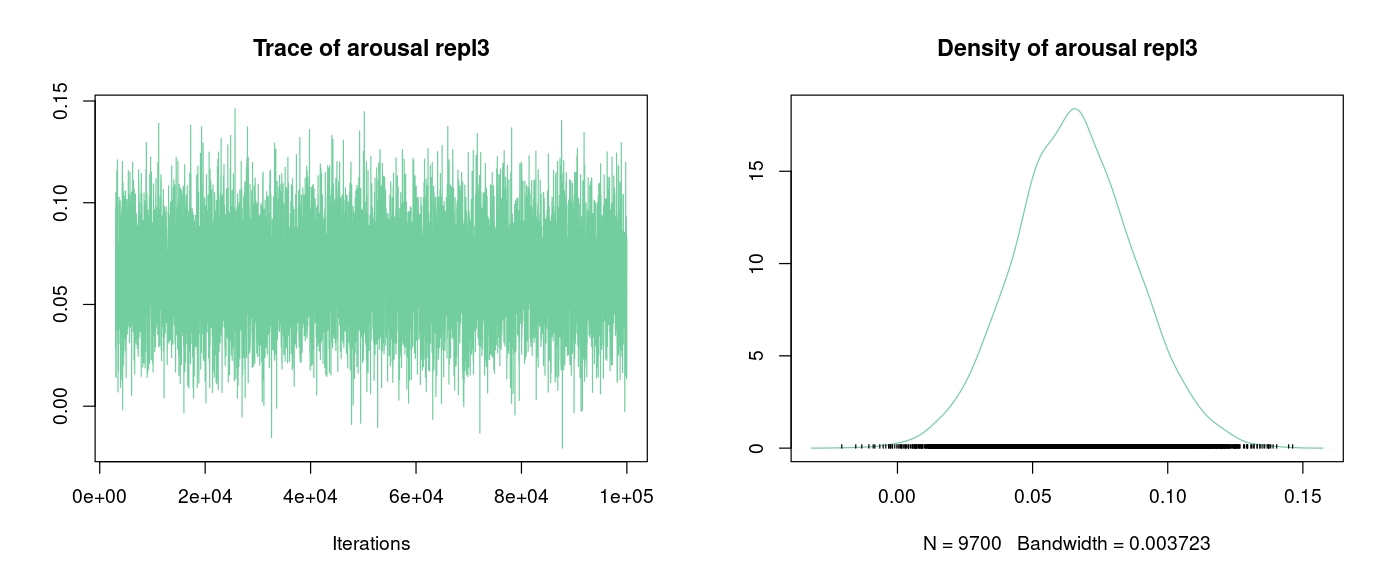 Trace of arousal repl3
0.15
0.10
0.05
0.00
0e+00 2e+04 4e+04 6e+04 8e+04 1e+05
Iterations
Density of arousal repl3
15
10
5
0
0.00 0.05 0.10 0.15
N = 9700 Bandwidth = 0.003723